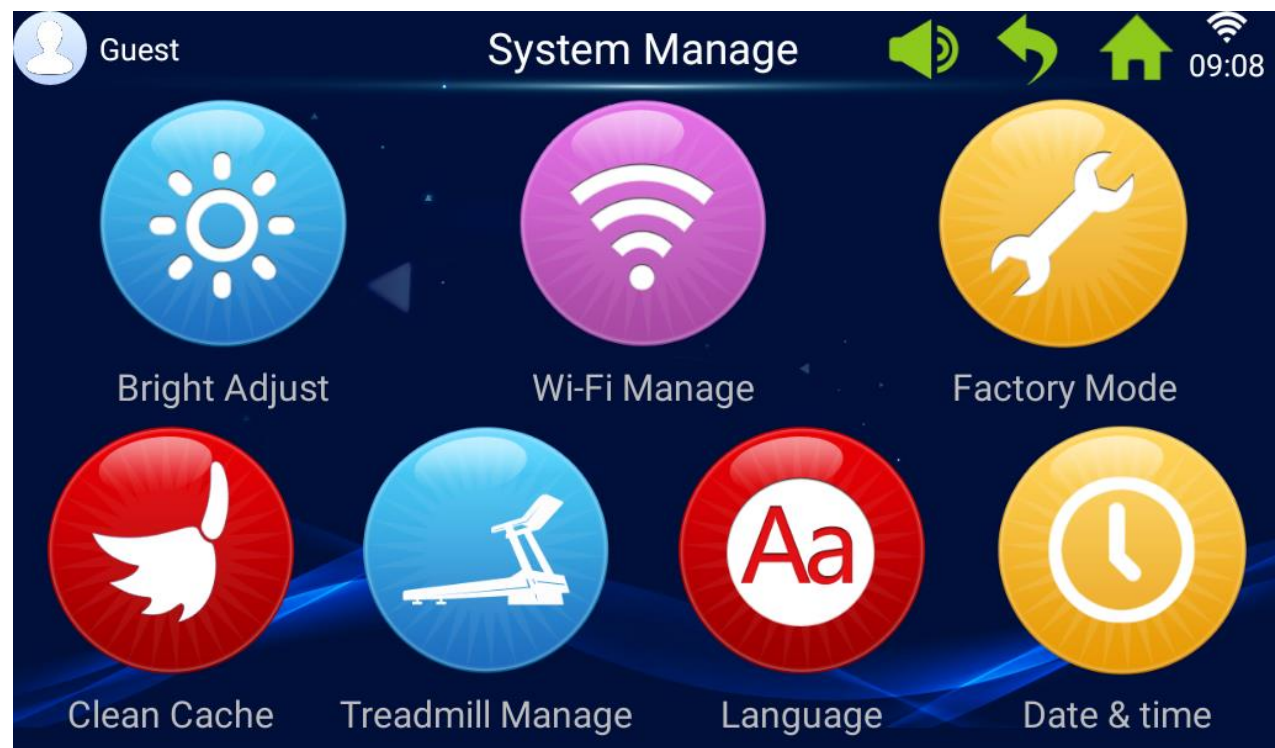 Guest
System Manage
09:08
Bright Adjust
Wi-Fi Manage
Factory Mode
Aa
Clean Cache
Treadmill Manage
Language
Date & time